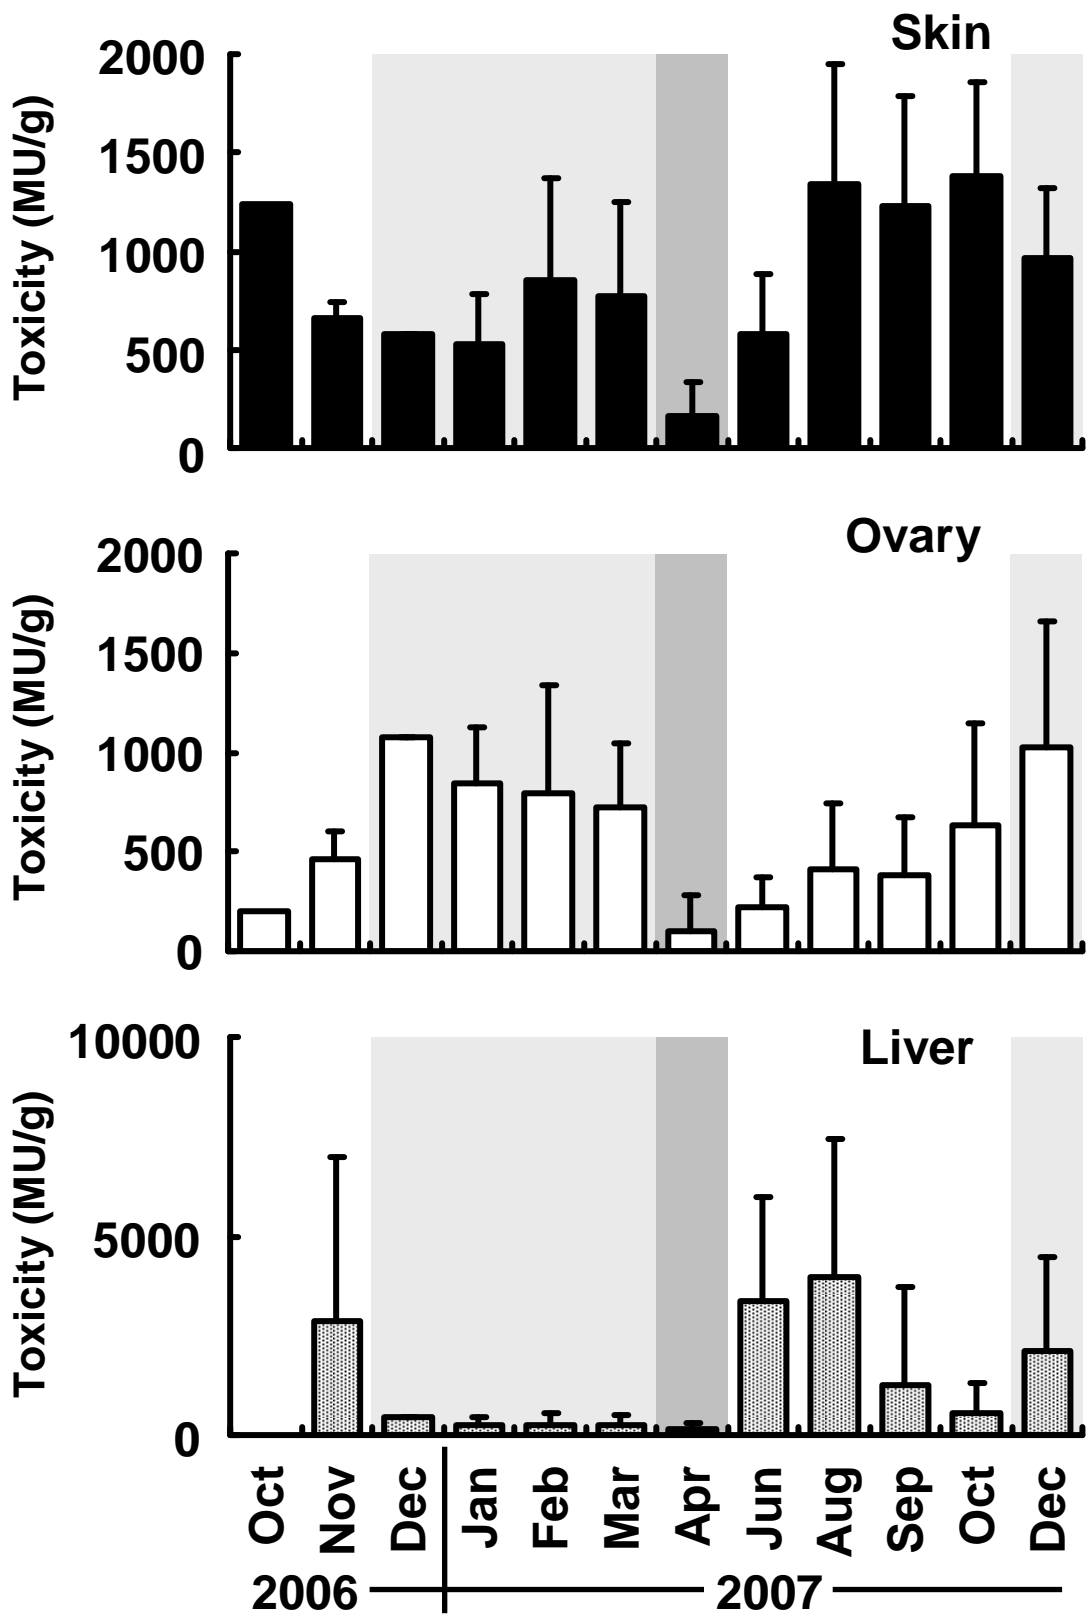 Skin
Toxicity (MU/g)
2000
1500
1000
500
0
Ovary
Toxicity (MU/g)
2000
1500
1000
500
0
Liver
Toxicity (MU/g)
10000
5000
0
Oct Nov Dec Jan Feb Mar Apr Jun Aug Sep Oct Dec
2006 2007